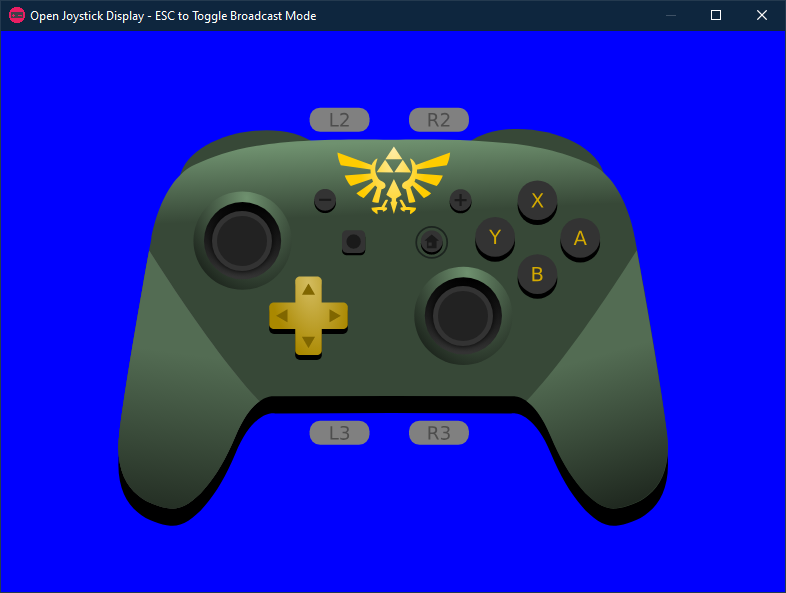 Open Joystick Display - ESC to Toggle Broadcast Mode
L2 R2
X
Y A
B
L3 R3